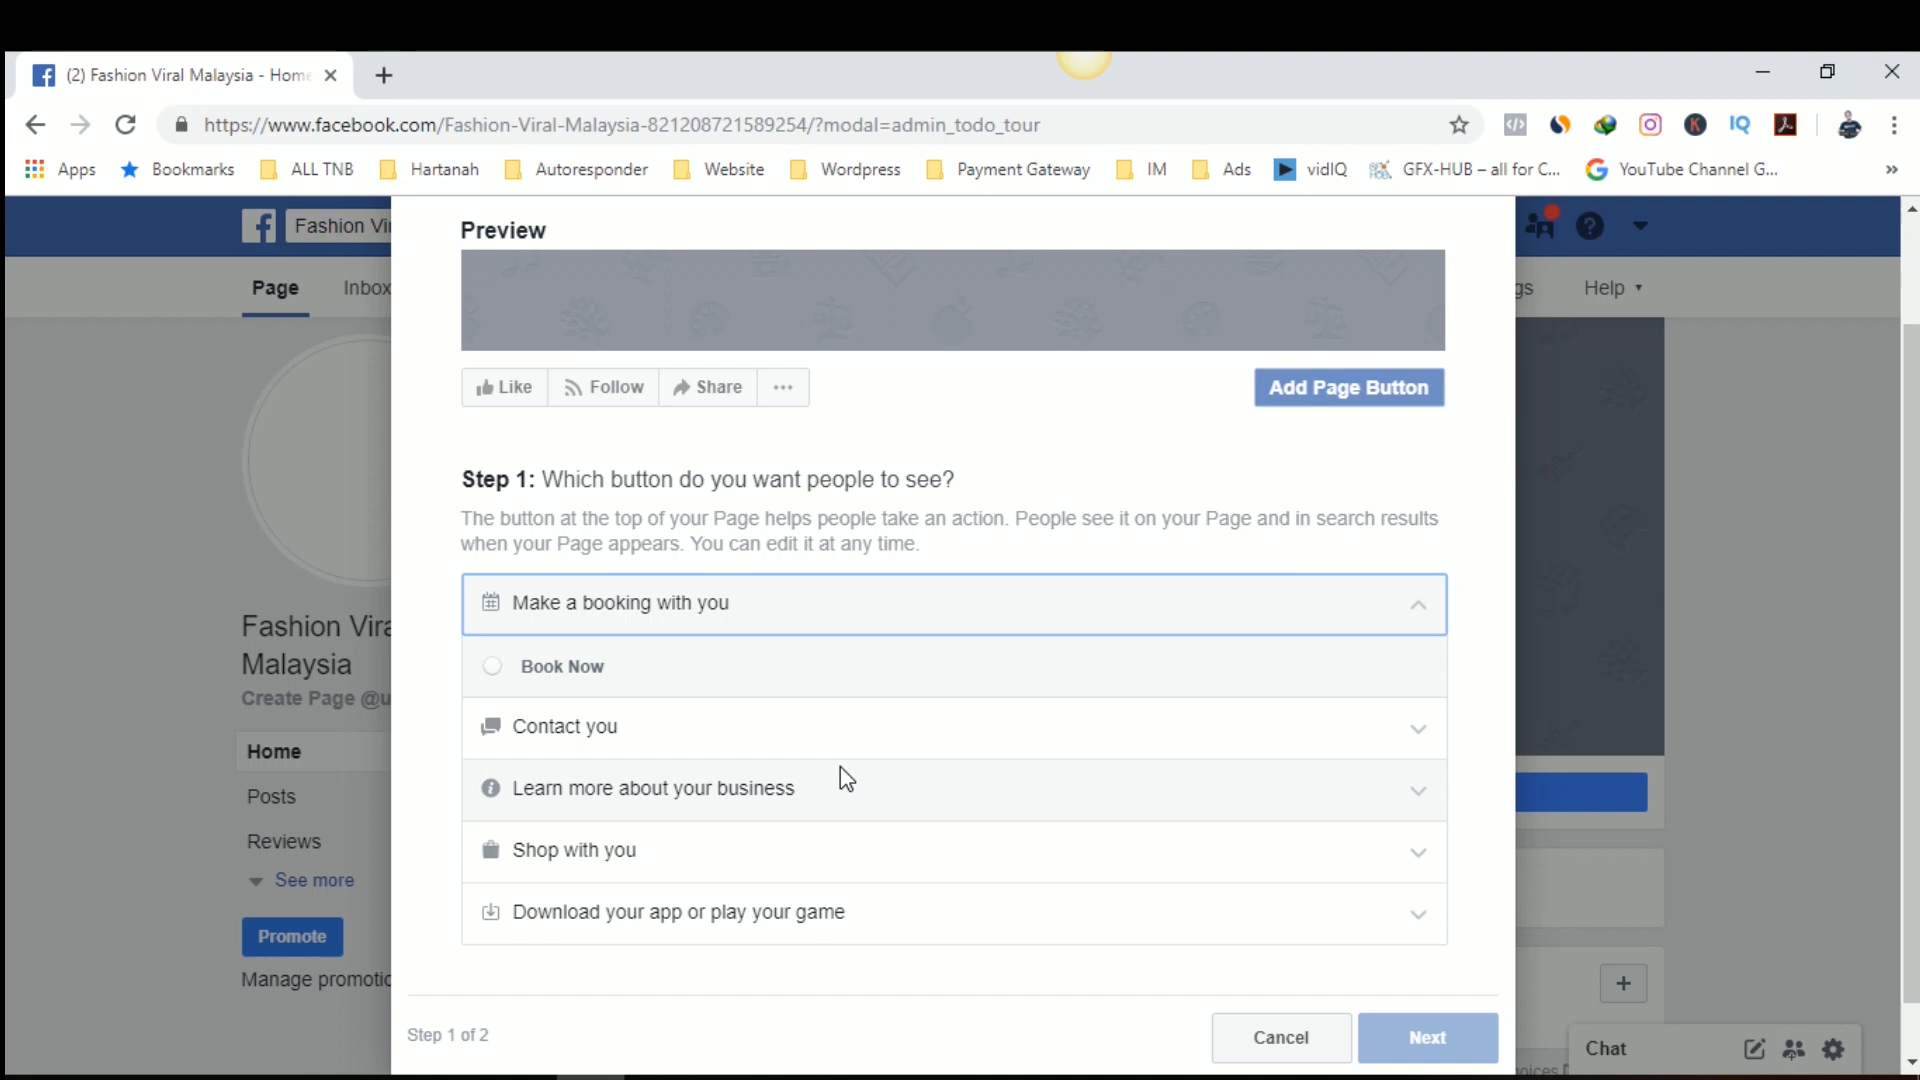 (2) Fashion Viral Malaysia - Home
https://www.facebook.com/Fashion-Viral-Malaysia-821208721589254/?modal=admin_todo_tour
Apps Bookmarks ALL TNB Hartanah Autoresponder Website Wordpress Payment Gateway IM Ads vidIQ GFX-HUB – all for C... YouTube Channel G... »
Fashion Vi
Page Inbox gs Help
Preview
Like Follow Share ... Add Page Button
Step 1: Which button do you want people to see?
The button at the top of your Page helps people take an action. People see it on your Page and in search results
when your Page appears. You can edit it at any time.
Make a booking with you
Book Now
Contact you
Learn more about your business
Shop with you
Download your app or play your game
Step 1 of 2 Cancel Next
Fashion Vira
Malaysia
Create Page @u
Home
Posts
Reviews
See more
Promote
Manage promotio
Chat